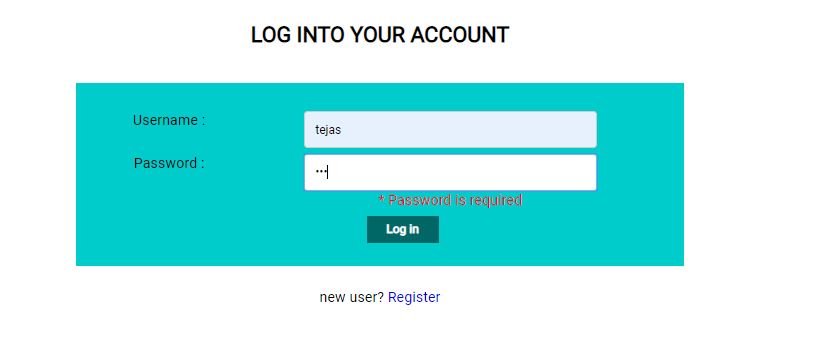 LOG INTO YOUR ACCOUNT
Username : tejas
Password : •••
* Password is required
Log in
new user? Register